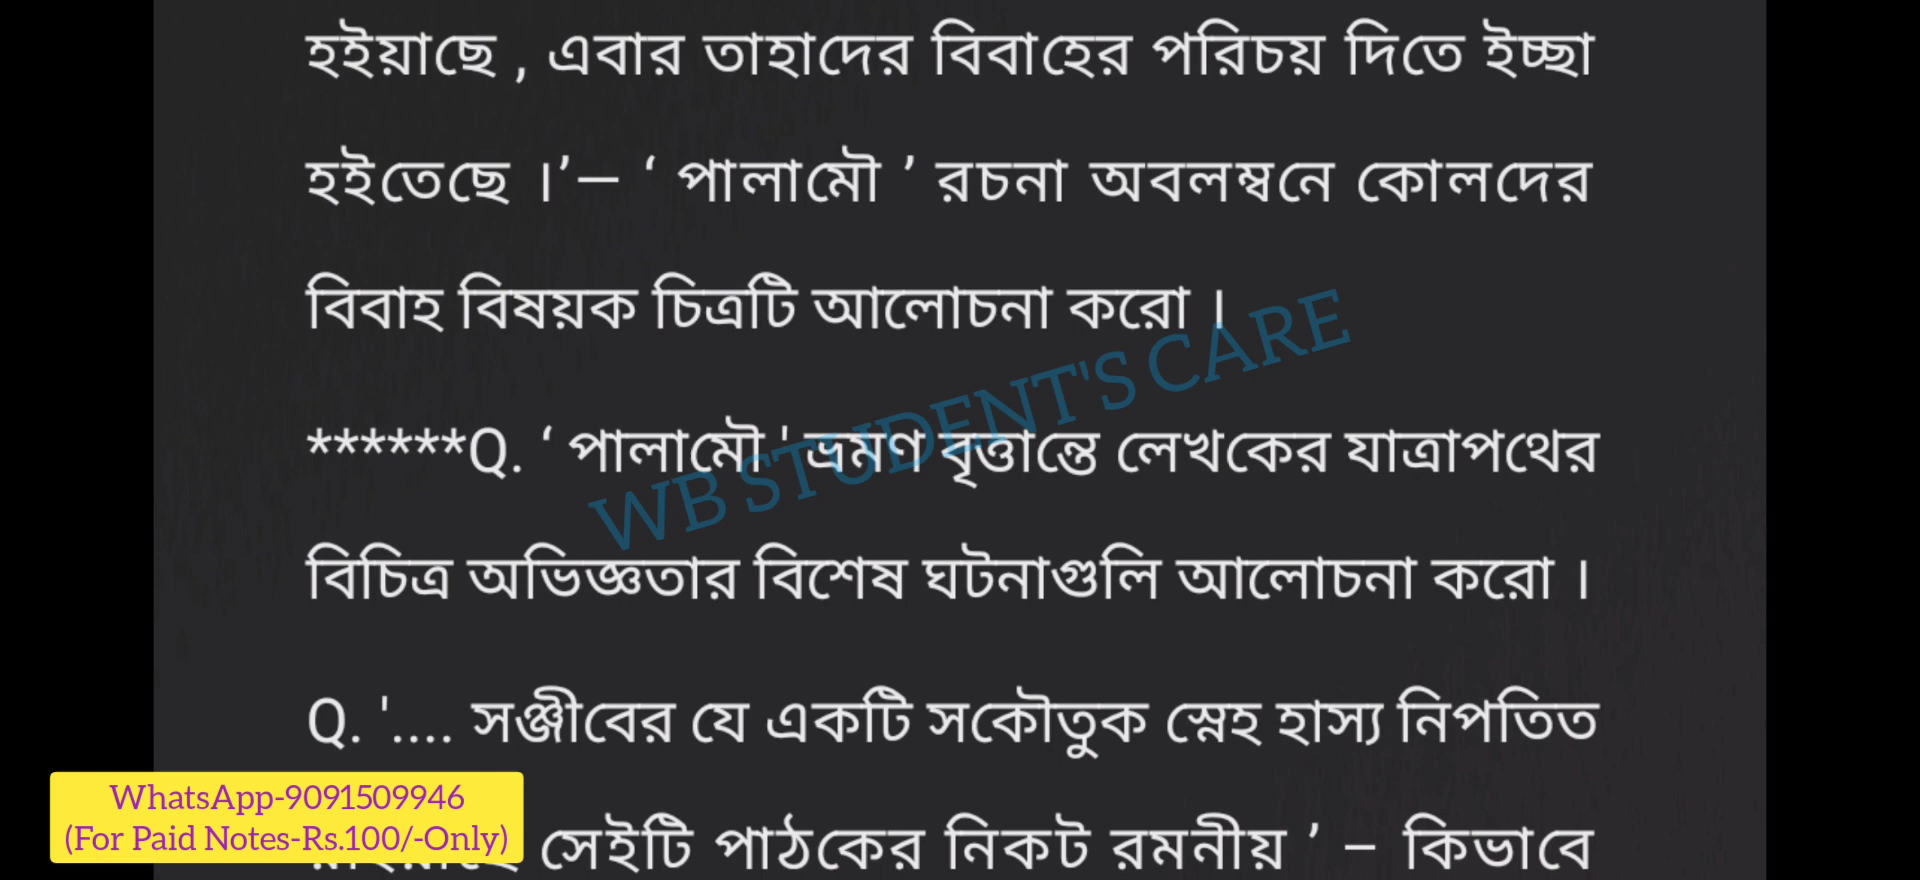 হইয়াছে , এবার তাহাদের বিবাহের পরিচয় দিতে ইচ্ছা
হইতেছে ।’– ‘ পালামৌ ’ রচনা অবলম্বনে কোলদের
বিবাহ বিষয়ক চিত্রটি আলোচনা করো ।
******Q. ‘ পালামৌ ' ভ্রমণ বৃত্তান্তে লেখকের যাত্রাপথের
বিচিত্র অভিজ্ঞতার বিশেষ ঘটনাগুলি আলোচনা করো ।
WB STUDENT'S CARE
Q. '.... সঞ্জীবের যে একটি সকৌতুক স্নেহ হাস্য নিপতিত
সেইটি পাঠকের নিকট রমনীয় ’ – কিভাবে
WhatsApp-9091509946
(For Paid Notes-Rs.100/-Only)